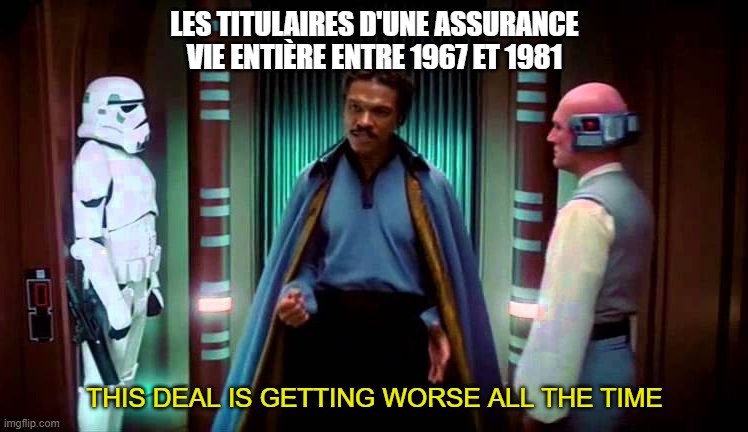 LES TITULAIRES D'UNE ASSURANCE
VIE ENTIÈRE ENTRE 1967 ET 1981
THIS DEAL IS GETTING WORSE ALL THE TIME
imgflip.com